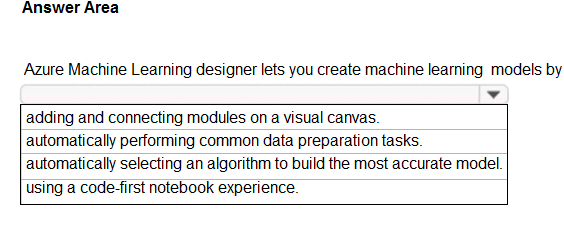 Answer Area
Azure Machine Learning designer lets you create machine learning models by
adding and connecting modules on a visual canvas.
automatically performing common data preparation tasks.
automatically selecting an algorithm to build the most accurate model.
using a code-first notebook experience.